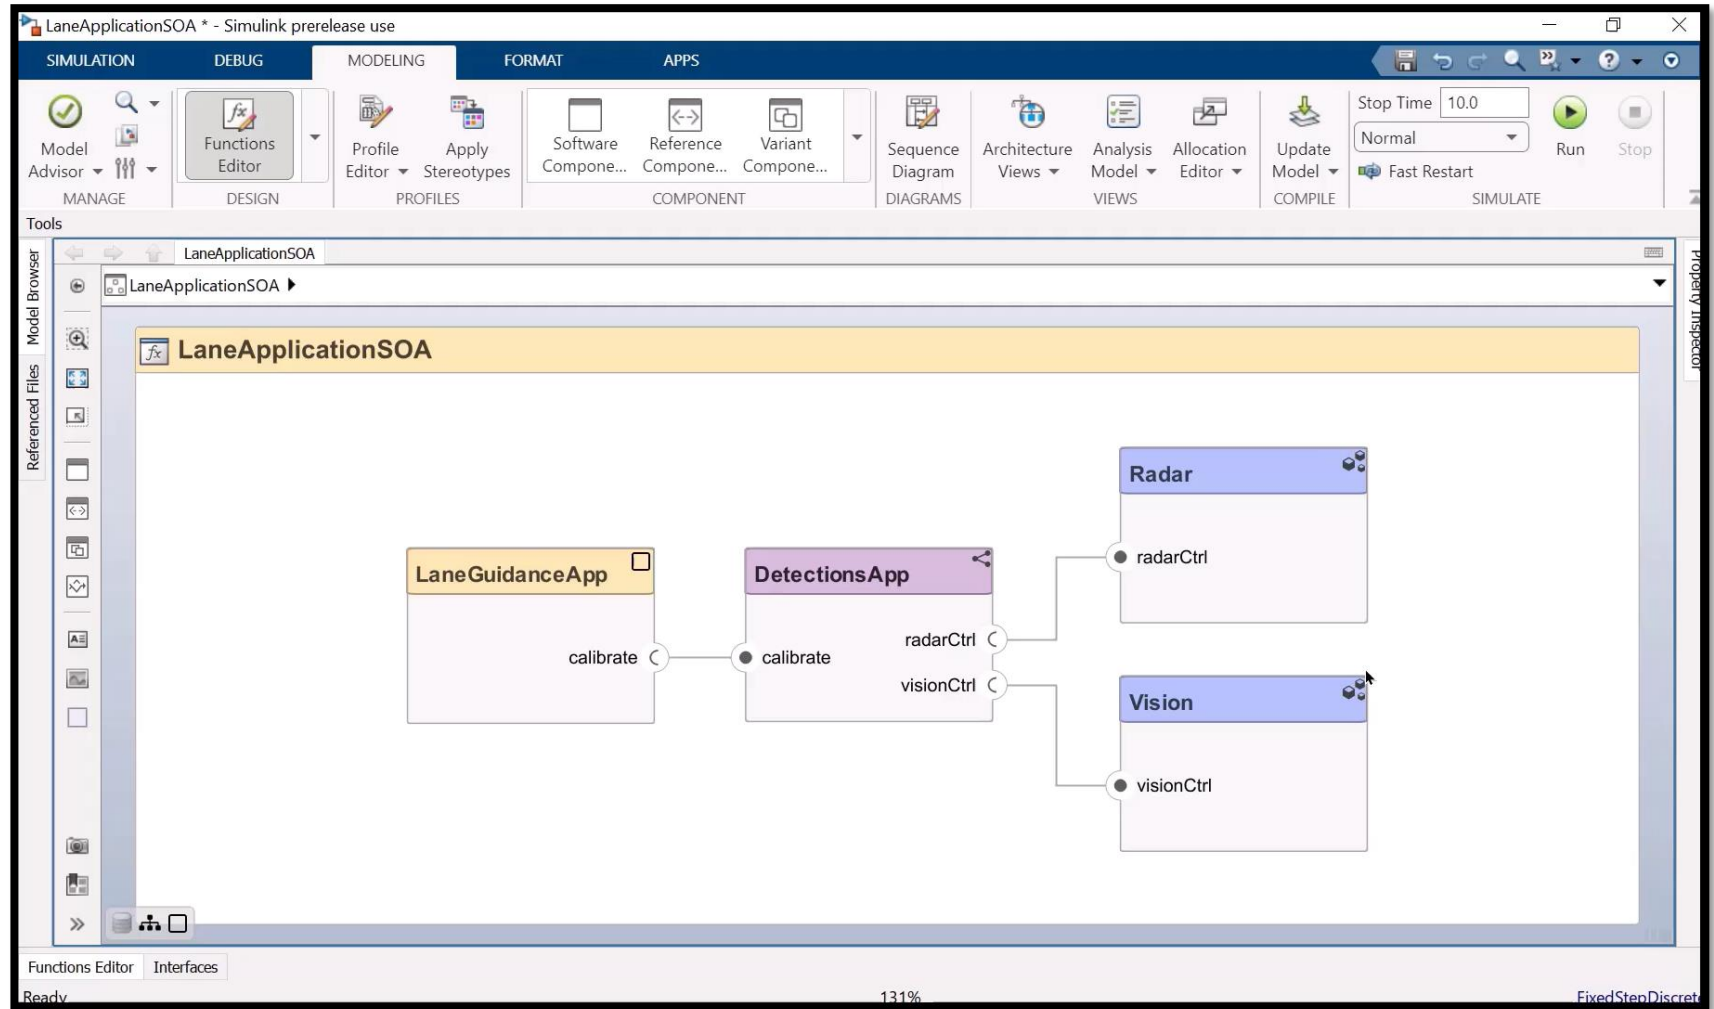 LaneApplicationSOA * - Simulink prerelease use
SIMULATION DEBUG MODELING FORMAT APPS
Model Advisor
Functions Editor
Profile Editor
Apply Stereotypes
Software Compone...
Reference Compone...
Variant Compone...
Sequence Diagram
Architecture Views
Analysis Model
Allocation Editor
Update Model
Stop Time 10.0
Normal
Fast Restart
Run
Stop
MANAGE DESIGN PROFILES COMPONENT DIAGRAMS VIEWS COMPILE SIMULATE
Tools
Model Browser
Referenced Files
Property Inspector
LaneApplicationSOA
LaneApplicationSOA
fx LaneApplicationSOA
Radar
radarCtrl
LaneGuidanceApp
calibrate
DetectionsApp
calibrate
radarCtrl
visionCtrl
Vision
visionCtrl
Functions Editor Interfaces
Ready 131% FixedStepDiscrete